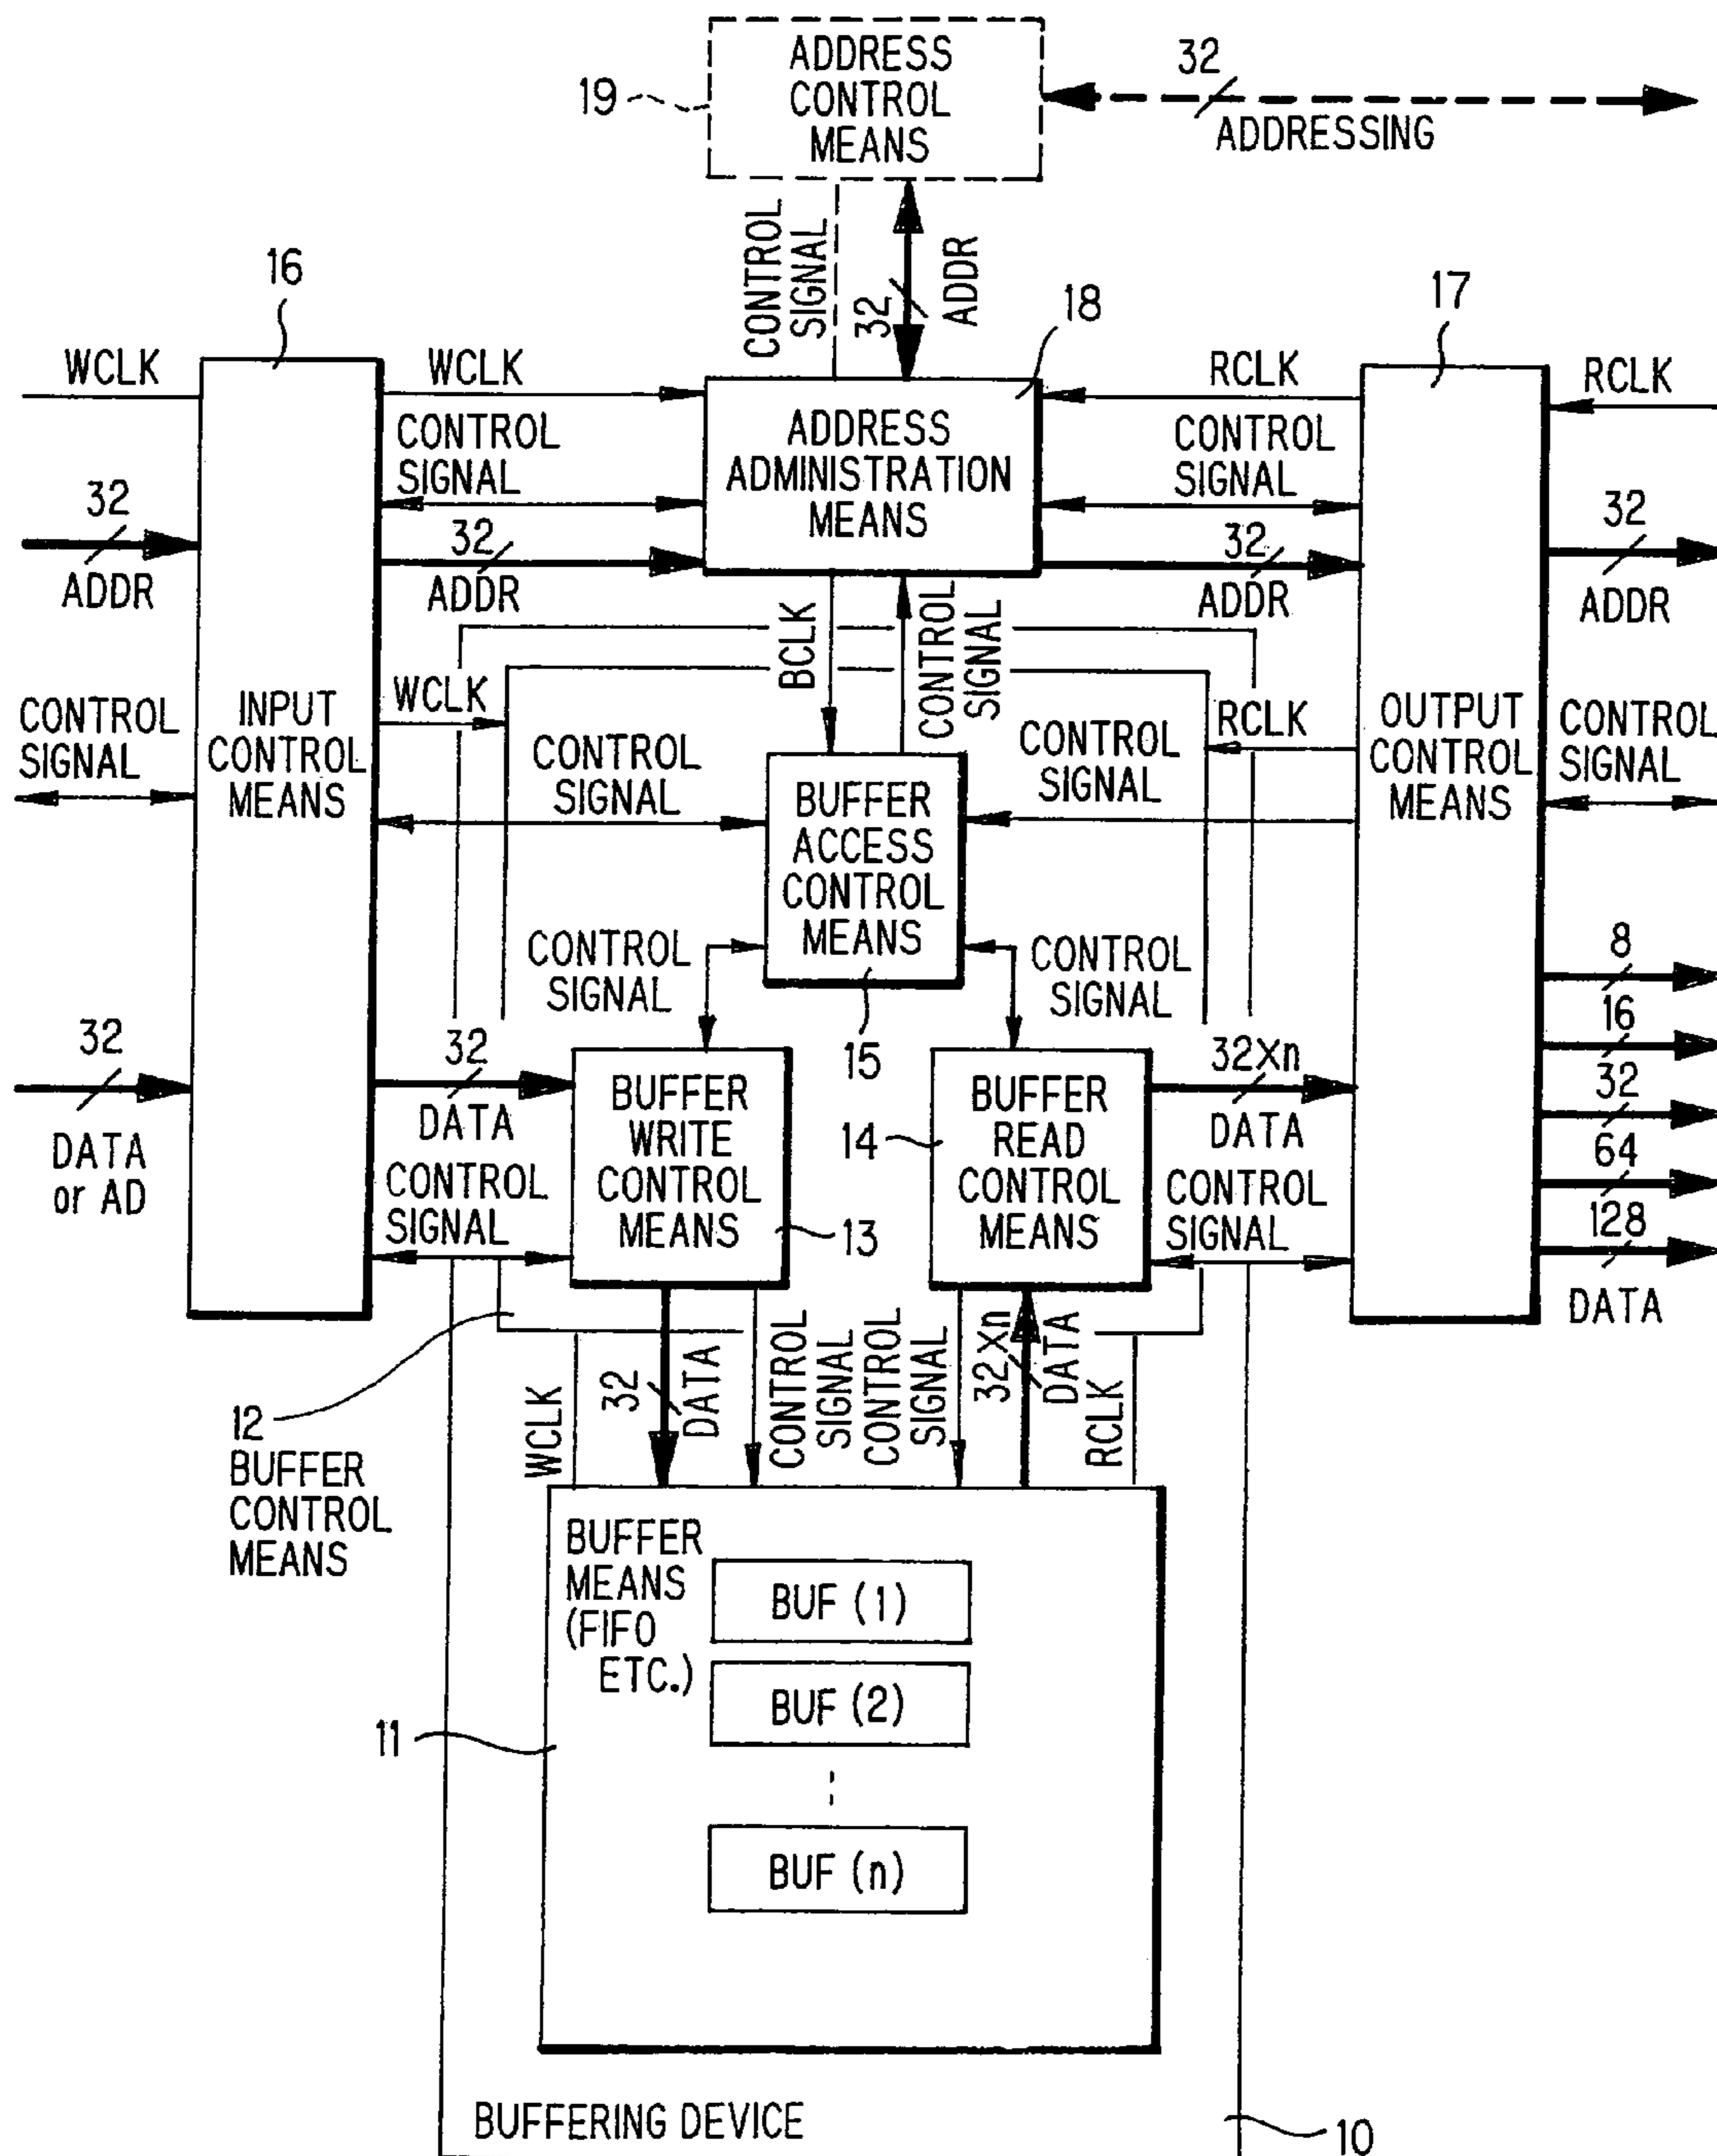 ADDRESS
CONTROL
MEANS
19
32
ADDRESSING
CONTROL
SIGNAL
32
ADDR
16
18
17
WCLK
WCLK
RCLK
RCLK
CONTROL
SIGNAL
ADDRESS
ADMINISTRATION
MEANS
CONTROL
SIGNAL
32
ADDR
32
ADDR
32
ADDR
32
ADDR
BCLK
CONTROL
SIGNAL
WCLK
RCLK
CONTROL
SIGNAL
INPUT
CONTROL
MEANS
OUTPUT
CONTROL
MEANS
CONTROL
SIGNAL
CONTROL
SIGNAL
CONTROL
SIGNAL
BUFFER
ACCESS
CONTROL
MEANS
15
CONTROL
SIGNAL
CONTROL
SIGNAL
8
16
32
64
128
DATA
32
DATA
or AD
32
DATA
CONTROL
SIGNAL
BUFFER
WRITE
CONTROL
MEANS
13
14
BUFFER
READ
CONTROL
MEANS
32Xn
DATA
CONTROL
SIGNAL
12
BUFFER
CONTROL
MEANS
WCLK
32
DATA
CONTROL
SIGNAL
CONTROL
SIGNAL
32Xn
DATA
RCLK
BUFFER
MEANS
(FIFO
ETC.)
BUF (1)
BUF (2)
BUF (n)
11
BUFFERING DEVICE
10